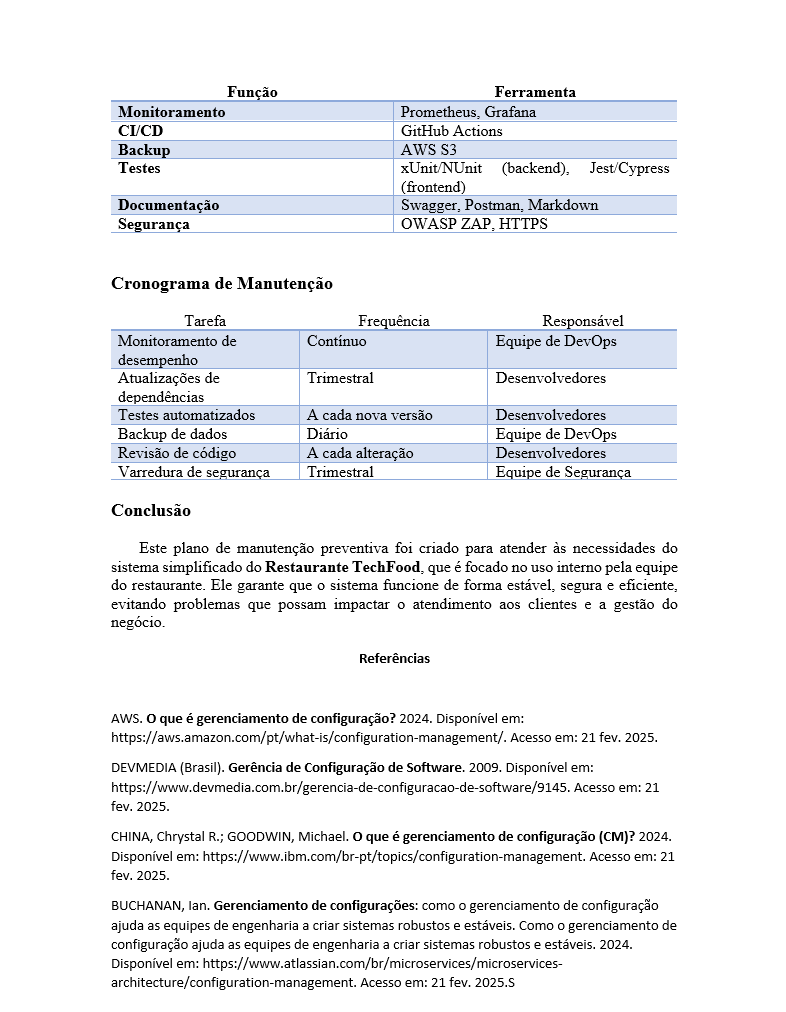 Função Ferramenta
Monitoramento Prometheus, Grafana
CI/CD GitHub Actions
Backup AWS S3
Testes xUnit/NUnit (backend), Jest/Cypress
(frontend)
Documentação Swagger, Postman, Markdown
Segurança OWASP ZAP, HTTPS
Cronograma de Manutenção
Tarefa Frequência Responsável
Monitoramento de Contínuo Equipe de DevOps
desempenho
Atualizações de Trimestral Desenvolvedores
dependências
Testes automatizados A cada nova versão Desenvolvedores
Backup de dados Diário Equipe de DevOps
Revisão de código A cada alteração Desenvolvedores
Varredura de segurança Trimestral Equipe de Segurança
Conclusão
Este plano de manutenção preventiva foi criado para atender às necessidades do
sistema simplificado do Restaurante TechFood, que é focado no uso interno pela equipe
do restaurante. Ele garante que o sistema funcione de forma estável, segura e eficiente,
evitando problemas que possam impactar o atendimento aos clientes e a gestão do
negócio.
Referências
AWS. O que é gerenciamento de configuração? 2024. Disponível em:
https://aws.amazon.com/pt/what-is/configuration-management/. Acesso em: 21 fev. 2025.
DEVMEDIA (Brasil). Gerência de Configuração de Software. 2009. Disponível em:
https://www.devmedia.com.br/gerencia-de-configuracao-de-software/9145. Acesso em: 21
fev. 2025.
CHINA, Chrystal R.; GOODWIN, Michael. O que é gerenciamento de configuração (CM)? 2024.
Disponível em: https://www.ibm.com/br-pt/topics/configuration-management. Acesso em: 21
fev. 2025.
BUCHANAN, Ian. Gerenciamento de configurações: como o gerenciamento de configuração
ajuda as equipes de engenharia a criar sistemas robustos e estáveis. Como o gerenciamento de
configuração ajuda as equipes de engenharia a criar sistemas robustos e estáveis. 2024.
Disponível em: https://www.atlassian.com/br/microservices/microservices-
architecture/configuration-management. Acesso em: 21 fev. 2025.S